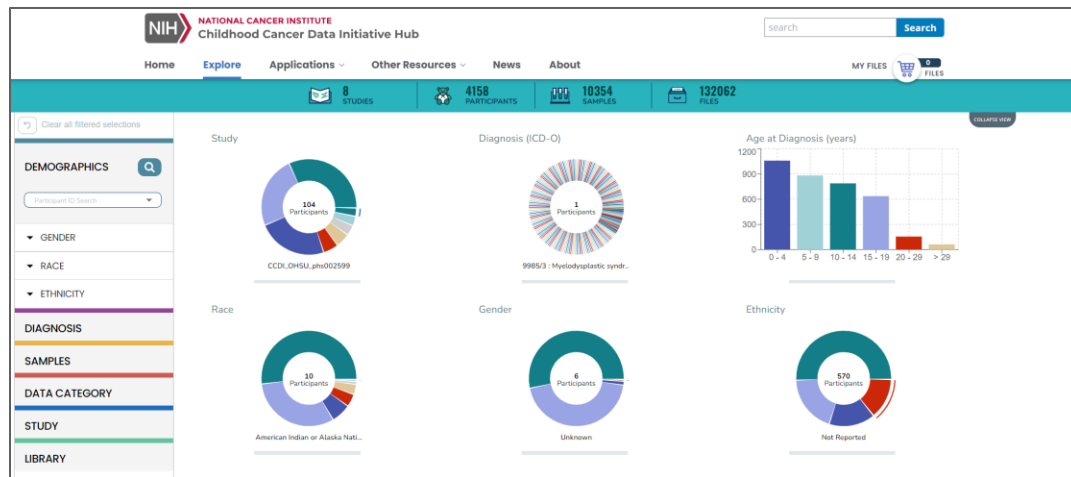 NIH
NATIONAL CANCER INSTITUTE
Childhood Cancer Data Initiative Hub
search
Search
Home
Explore
Applications
Other Resources
News
About
MY FILES
0
FILES
8
STUDIES
4158
PARTICIPANTS
10354
SAMPLES
132062
FILES
Clear all filtered selections
COLLAPSE VIEW
DEMOGRAPHICS
Participant ID Search
GENDER
RACE
ETHNICITY
DIAGNOSIS
SAMPLES
DATA CATEGORY
STUDY
LIBRARY
Study
104
Participants
CCDI_OHSU_phs002599
Diagnosis (ICD-O)
1
Participants
9985/3 : Myelodysplastic syndr..
Age at Diagnosis (years)
1200
900
600
300
0
0 - 4
5 - 9
10 - 14
15 - 19
20 - 29
> 29
Race
10
Participants
American Indian or Alaska Nati...
Gender
6
Participants
Unknown
Ethnicity
570
Participants
Not Reported